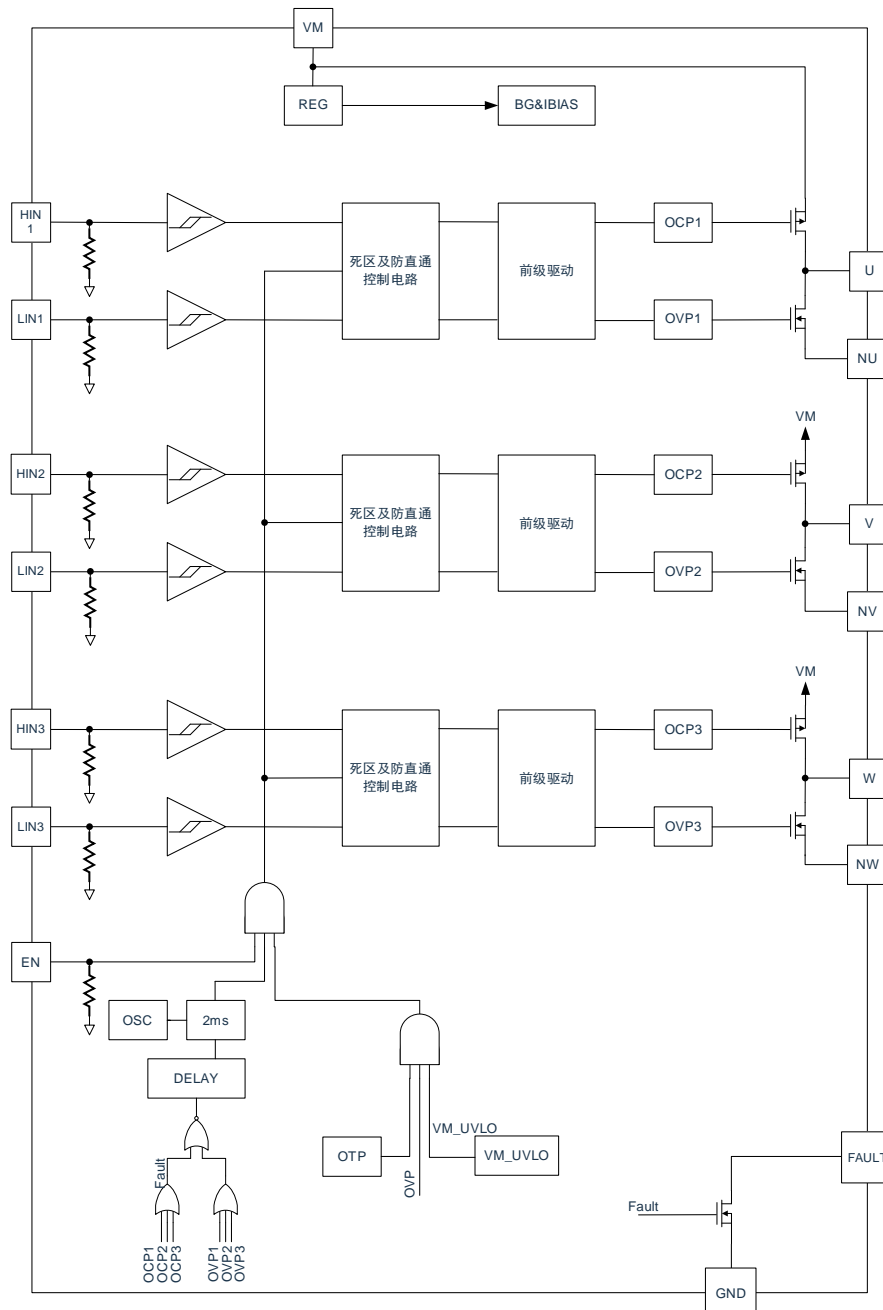 VM
REG
BG&IBIAS
HIN
1
OCP1
死区及防直通
控制电路
前级驱动
U
LIN1
OVP1
NU
VM
HIN2
OCP2
死区及防直通
控制电路
前级驱动
V
LIN2
OVP2
NV
VM
HIN3
OCP3
死区及防直通
控制电路
前级驱动
W
LIN3
OVP3
NW
EN
OSC
2ms
DELAY
VM_UVLO
OTP
VM_UVLO
OVP
Fault
OCP1
OCP2
OCP3
OVP1
OVP2
OVP3
FAULT
Fault
GND